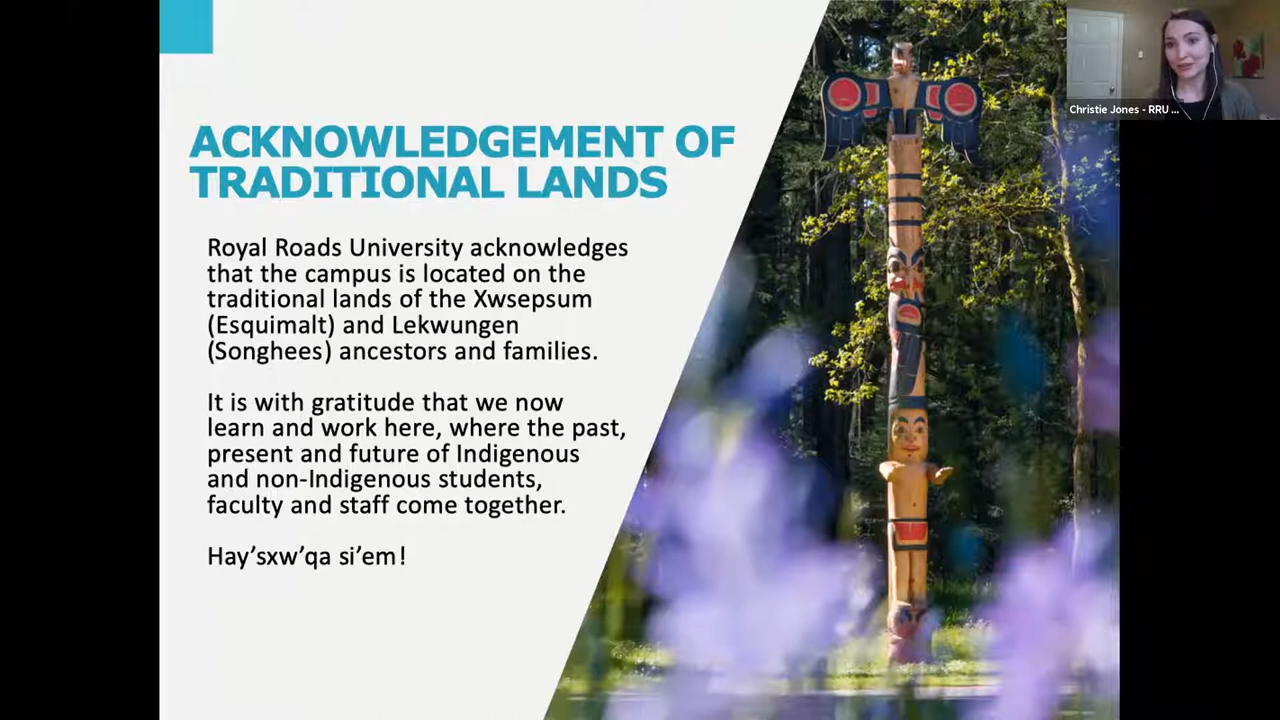 ACKNOWLEDGEMENT OF
TRADITIONAL LANDS
Royal Roads University acknowledges
that the campus is located on the
traditional lands of the Xwsepsum
(Esquimalt) and Lekwungen
(Songhees) ancestors and families.
It is with gratitude that we now
learn and work here, where the past,
present and future of Indigenous
and non-Indigenous students,
faculty and staff come together.
Hay’sxw’qa si’em!
Christie Jones - RRU ...